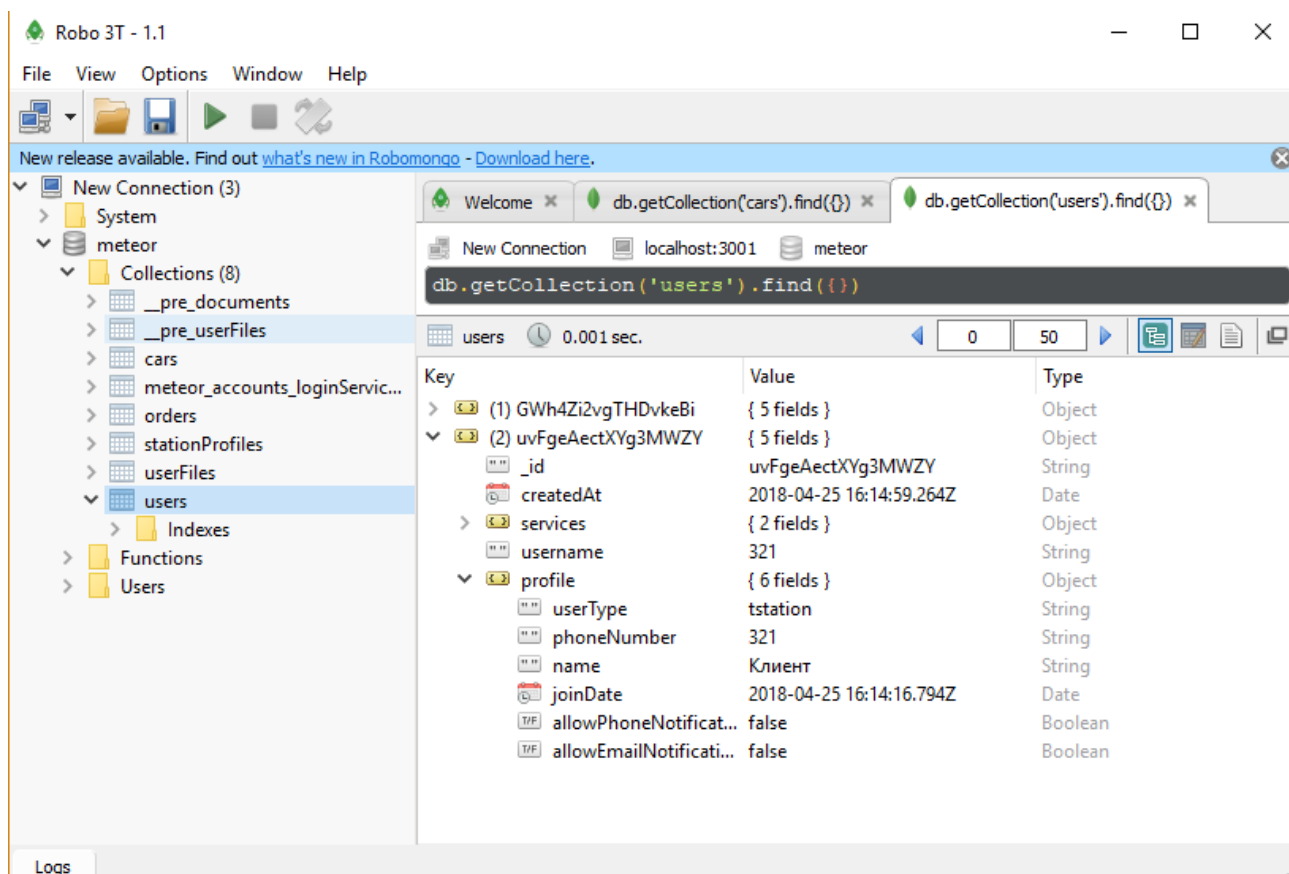 Robo 3T - 1.1
File View Options Window Help
New release available. Find out what's new in Robomongo - Download here.
New Connection (3)
System
meteor
Collections (8)
__pre_documents
__pre_userFiles
cars
meteor_accounts_loginServic...
orders
stationProfiles
userFiles
users
Indexes
Functions
Users
Welcome db.getCollection('cars').find({}) db.getCollection('users').find({})
New Connection localhost:3001 meteor
db.getCollection('users').find({})
users 0.001 sec. 0 50
Key Value Type
(1) GWh4Zi2vgTHDvkeBi { 5 fields } Object
(2) uvFgeAectXYg3MWZY { 5 fields } Object
_id uvFgeAectXYg3MWZY String
createdAt 2018-04-25 16:14:59.264Z Date
services { 2 fields } Object
username 321 String
profile { 6 fields } Object
userType tstation String
phoneNumber 321 String
name Клиент String
joinDate 2018-04-25 16:14:16.794Z Date
allowPhoneNotificat... false Boolean
allowEmailNotificati... false Boolean
Logs